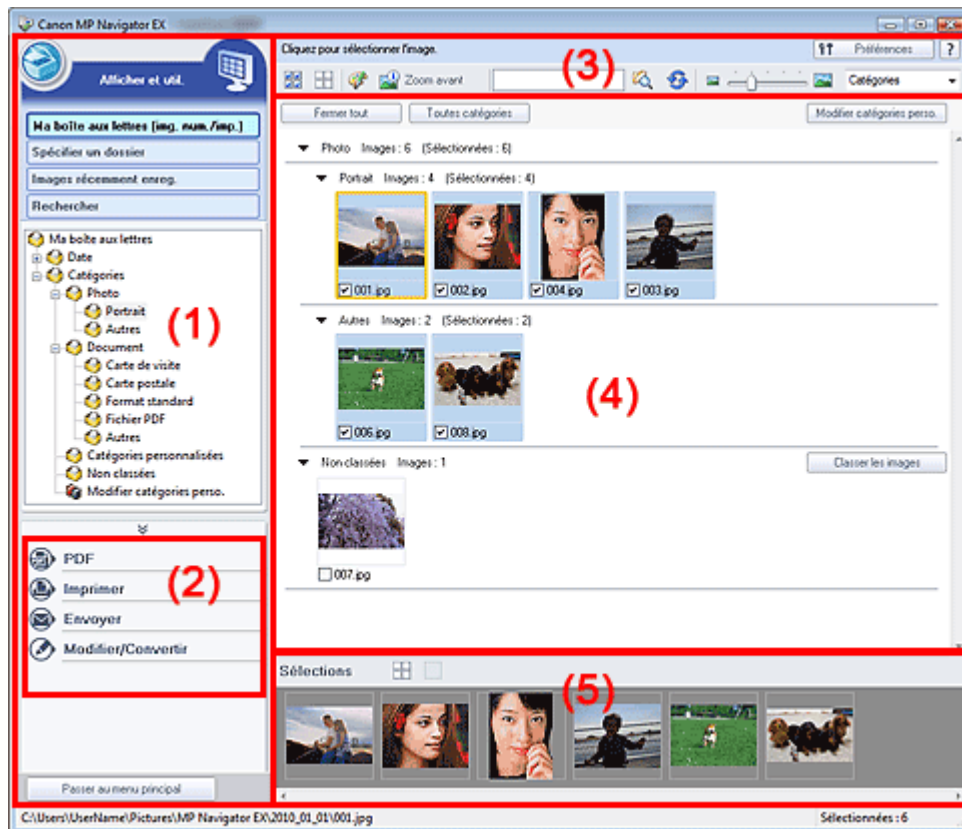 Canon MP Navigator EX
Afficher et util.
Ma boîte aux lettres [img. num./imp.]
Spécifier un dossier
Images récemment enreg.
Rechercher
Ma boîte aux lettres
Date
Catégories
Photo
Portrait
Autres
Document
Carte de visite
Carte postale
Format standard
Fichier PDF
Autres
Catégories personnalisées
Non classées
Modifier catégories perso.
(1)
PDF
Imprimer
Envoyer
Modifier/Convertir
(2)
Passer au menu principal
Cliquez pour sélectionner l'image.
Préférences
?
Zoom avant
Catégories
(3)
Fermer tout
Toutes catégories
Modifier catégories perso.
Photo Images : 6 (Sélectionnées : 6)
Portrait Images : 4 (Sélectionnées : 4)
001.jpg
002.jpg
004.jpg
003.jpg
Autres Images : 2 (Sélectionnées : 2)
006.jpg
008.jpg
(4)
Non classées Images : 1
Classer les images
007.jpg
Sélections
(5)
C:\Users\UserName\Pictures\MP Navigator EX\2010_01_01\001.jpg
Sélectionnées : 6